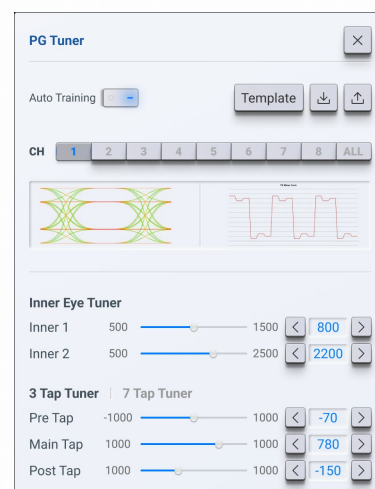 PG Tuner
Auto Training
Template
CH 1 2 3 4 5 6 7 8 ALL
Inner Eye Tuner
Inner 1 500 1500 800
Inner 2 500 2500 2200
3 Tap Tuner 7 Tap Tuner
Pre Tap -1000 1000 -70
Main Tap 1000 1000 780
Post Tap 1000 1000 -150